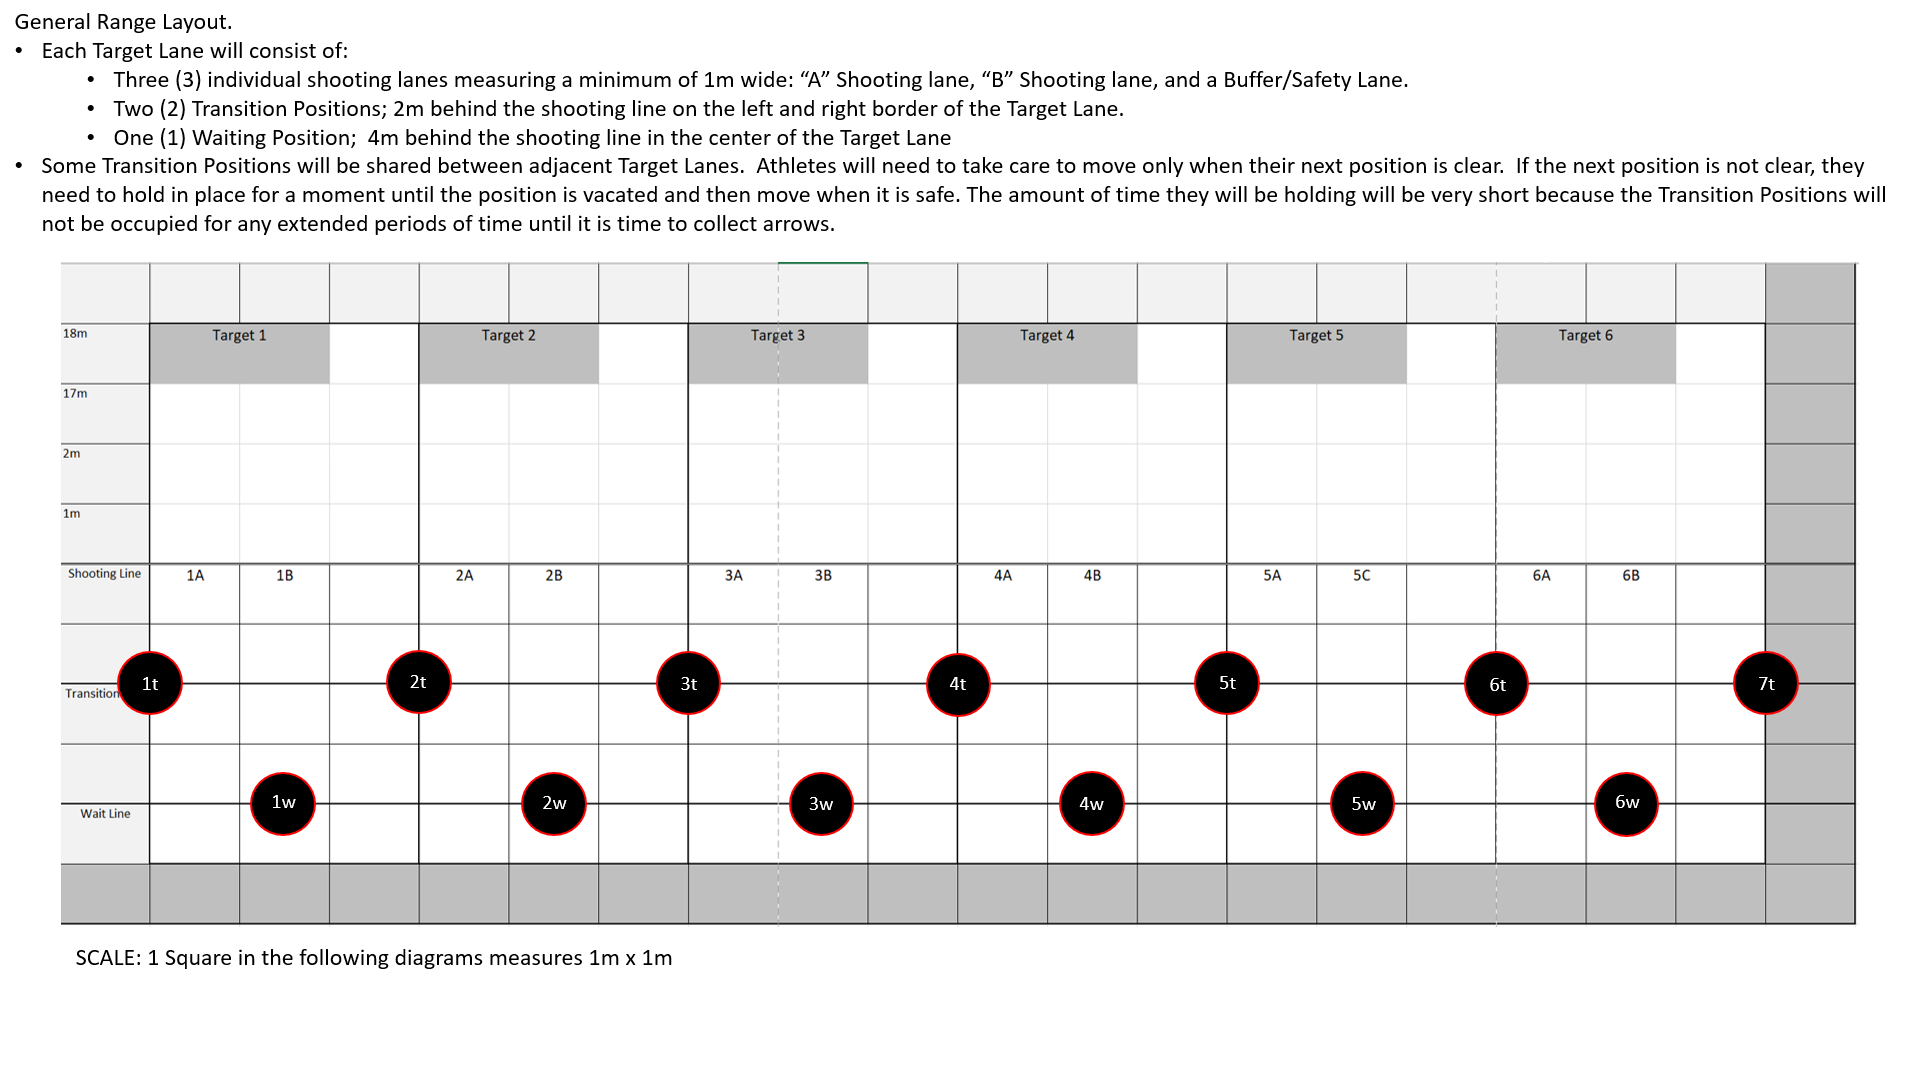 General Range Layout.
• Each Target Lane will consist of:
• Three (3) individual shooting lanes measuring a minimum of 1m wide: “A” Shooting lane, “B” Shooting lane, and a Buffer/Safety Lane.
• Two (2) Transition Positions; 2m behind the shooting line on the left and right border of the Target Lane.
• One (1) Waiting Position;  4m behind the shooting line in the center of the Target Lane
• Some Transition Positions will be shared between adjacent Target Lanes.  Athletes will need to take care to move only when their next position is clear.  If the next position is not clear, they
need to hold in place for a moment until the position is vacated and then move when it is safe. The amount of time they will be holding will be very short because the Transition Positions will
not be occupied for any extended periods of time until it is time to collect arrows.
18m Target 1 Target 2 Target 3 Target 4 Target 5 Target 6
17m
2m
1m
Shooting Line 1A 1B 2A 2B 3A 3B 4A 4B 5A 5C 6A 6B
Transition 1t 2t 3t 4t 5t 6t 7t
1w 2w 3w 4w 5w 6w
Wait Line
SCALE: 1 Square in the following diagrams measures 1m x 1m